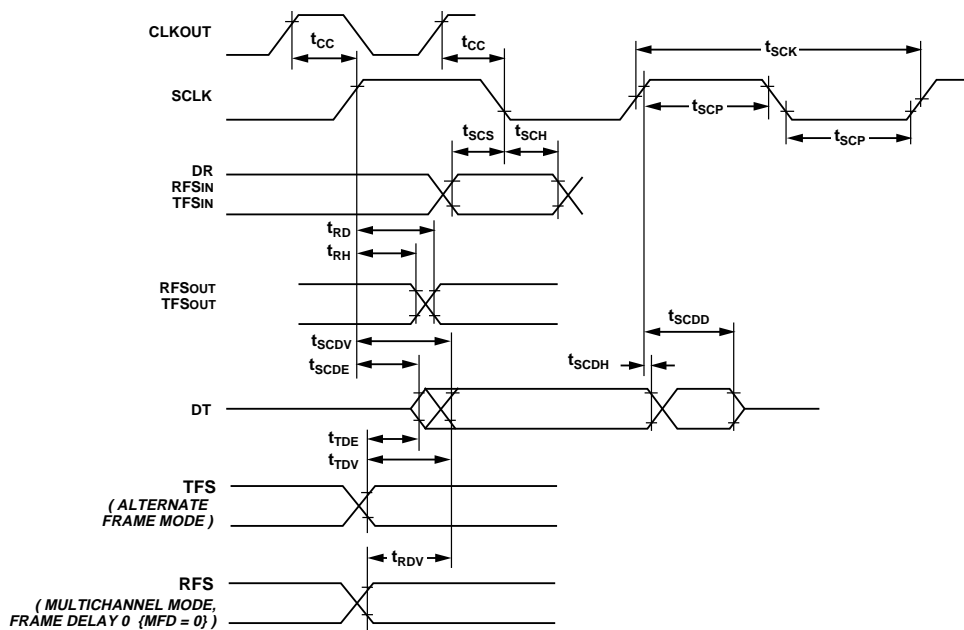 CLKOUT
tCC
tCC
tSCK
SCLK
tSCP
tSCP
tSCS
tSCH
DR
RFSIN
TFSIN
tRD
tRH
RFSOUT
TFSOUT
tSCDV
tSCDE
tSCDD
tSCDH
DT
tTDE
tTDV
TFS
( ALTERNATE
FRAME MODE )
tRDV
RFS
( MULTICHANNEL MODE,
FRAME DELAY 0 {MFD = 0} )